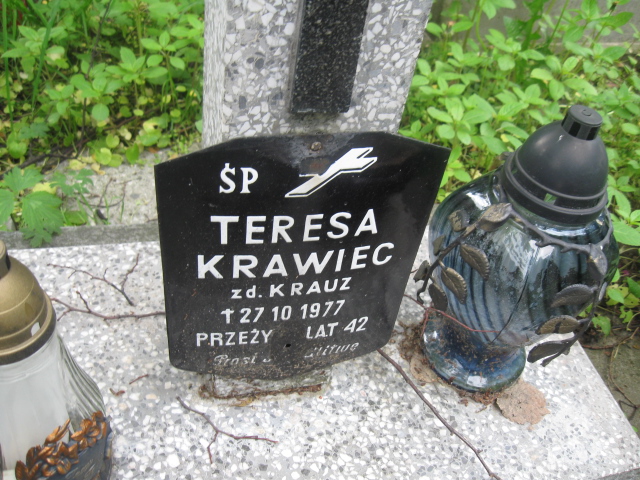 ŚP
TERESA
KRAWIEC
zd. KRAUZ
† 27 10 1977
PRZEŻY LAT 42